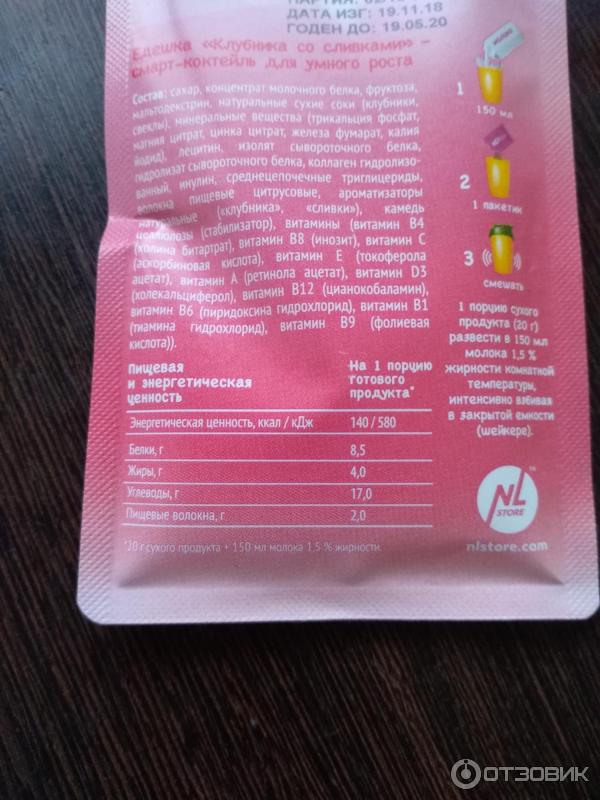 ПАРТИЯ:
ДАТА ИЗГ: 19.11.18
ГОДЕН ДО: 19.05.20
Едешка «Клубника со сливками» –
смарт-коктейль для умного роста
Состав: сахар, концентрат молочного белка, фруктоза,
мальтодекстрин, натуральные сухие соки (клубники,
свеклы), минеральные вещества (трикальция фосфат,
магния цитрат, цинка цитрат, железа фумарат, калия
йодид), лецитин, изолят сывороточного белка,
гидролизат сывороточного белка, коллаген гидролизо-
ванный, инулин, среднецепочечные триглицериды,
волокна пищевые цитрусовые, ароматизаторы
натуральные («клубника», «сливки»), камедь
целлюлозы (стабилизатор), витамины (витамин B4
(холина битартрат), витамин B8 (инозит), витамин C
(аскорбиновая кислота), витамин E (токоферола
ацетат), витамин A (ретинола ацетат), витамин D3
(холекальциферол), витамин B12 (цианокобаламин),
витамин B6 (пиридоксина гидрохлорид), витамин B1
(тиамина гидрохлорид), витамин B9 (фолиевая
кислота)).
Пищевая
и энергетическая
ценность
На 1 порцию
готового
продукта*
Энергетическая ценность, ккал / кДж 140 / 580
Белки, г 8,5
Жиры, г 4,0
Углеводы, г 17,0
Пищевые волокна, г 2,0
*20 г сухого продукта + 150 мл молока 1,5 % жирности.
1
150 мл
2
1 пакетик
3
смешать
1 порцию сухого
продукта (20 г)
развести в 150 мл
молока 1,5 %
жирности комнатной
температуры,
интенсивно взбивая
в закрытой емкости
(шейкере).
NL
STORE
TM
nlstore.com
ОТЗОВИК